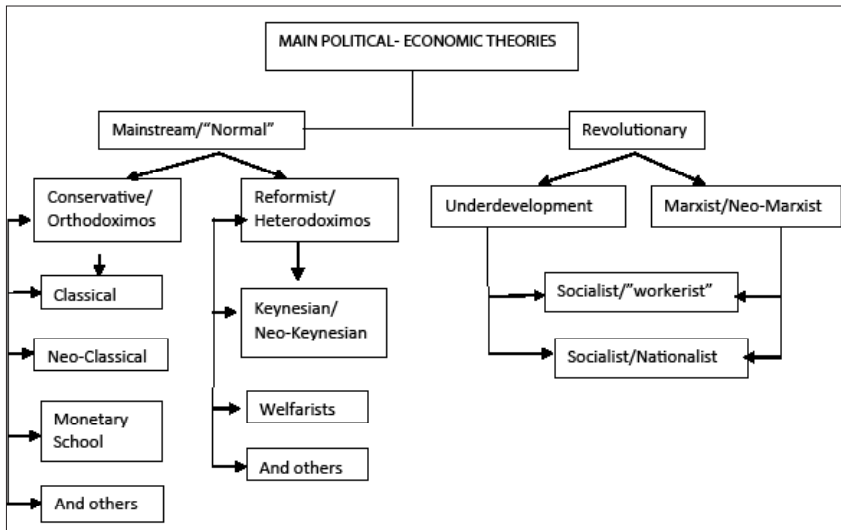 MAIN POLITICAL- ECONOMIC THEORIES
Mainstream/"Normal"
Revolutionary
Conservative/
Orthodoximos
Reformist/
Heterodoximos
Underdevelopment
Marxist/Neo-Marxist
Classical
Keynesian/
Neo-Keynesian
Socialist/"workerist"
Neo-Classical
Socialist/Nationalist
Monetary
School
Welfarists
And others
And others